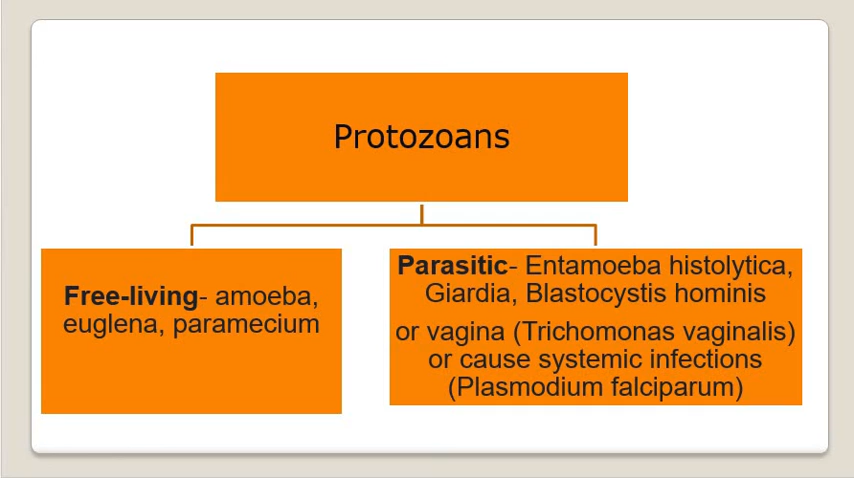 Protozoans
Free-living- amoeba,
euglena, paramecium
Parasitic- Entamoeba histolytica,
Giardia, Blastocystis hominis
or vagina (Trichomonas vaginalis)
or cause systemic infections
(Plasmodium falciparum)